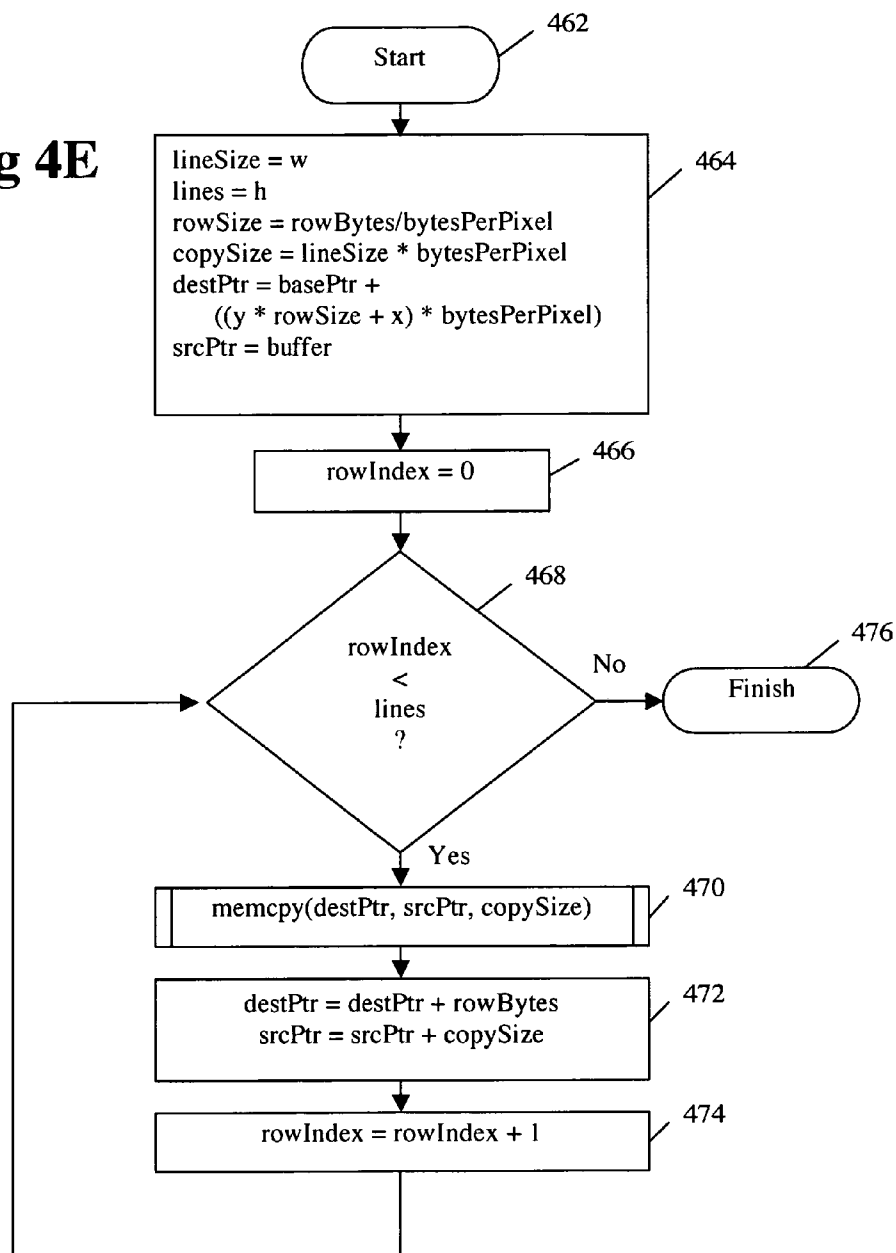 462
Start
g 4E
464
lineSize = w
lines = h
rowSize = rowBytes/bytesPerPixel
copySize = lineSize * bytesPerPixel
destPtr = basePtr +
((y * rowSize + x) * bytesPerPixel)
srcPtr = buffer
466
rowIndex = 0
468
rowIndex
<
lines
?
No
476
Finish
Yes
470
memcpy(destPtr, srcPtr, copySize)
472
destPtr = destPtr + rowBytes
srcPtr = srcPtr + copySize
474
rowIndex = rowIndex + 1